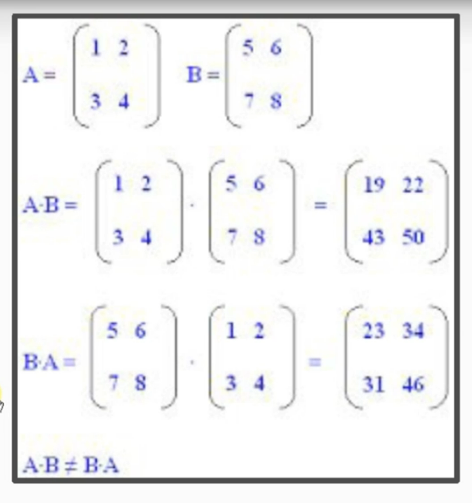 A = ( 1 2 ) B = ( 5 6 )
3 4 7 8
A·B = ( 1 2 ) · ( 5 6 ) = ( 19 22 )
3 4 7 8 43 50
B·A = ( 5 6 ) · ( 1 2 ) = ( 23 34 )
7 8 3 4 31 46
A·B ≠ B·A